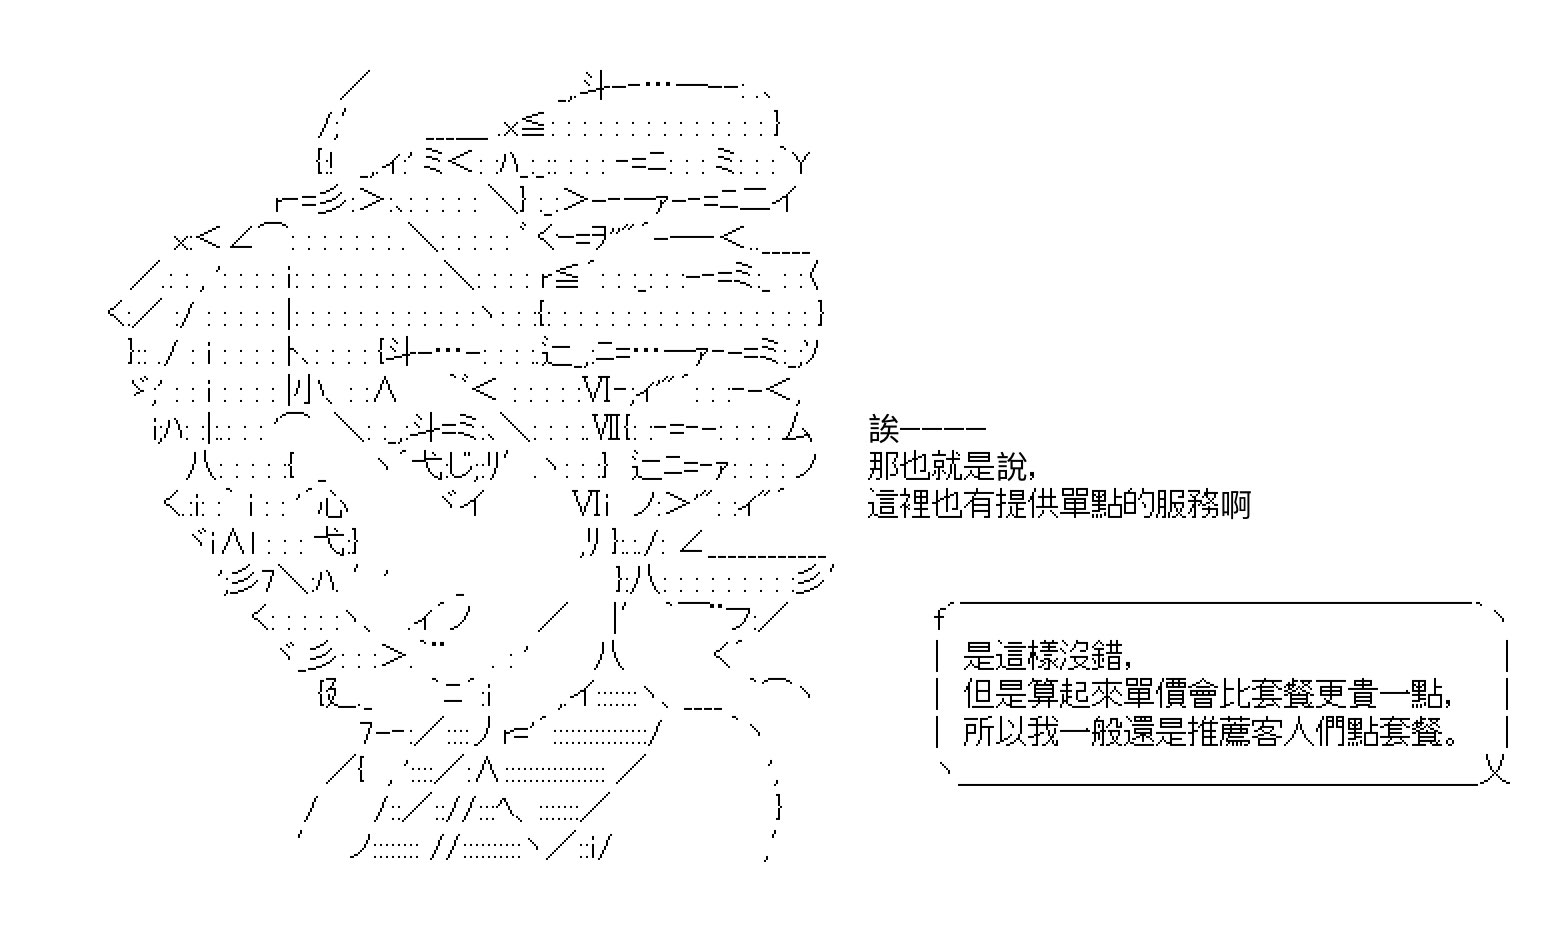 誒ーーーー
那也就是說，
這裡也有提供單點的服務啊
是這樣沒錯，
但是算起來單價會比套餐更貴一點，
所以我一般還是推薦客人們點套餐。